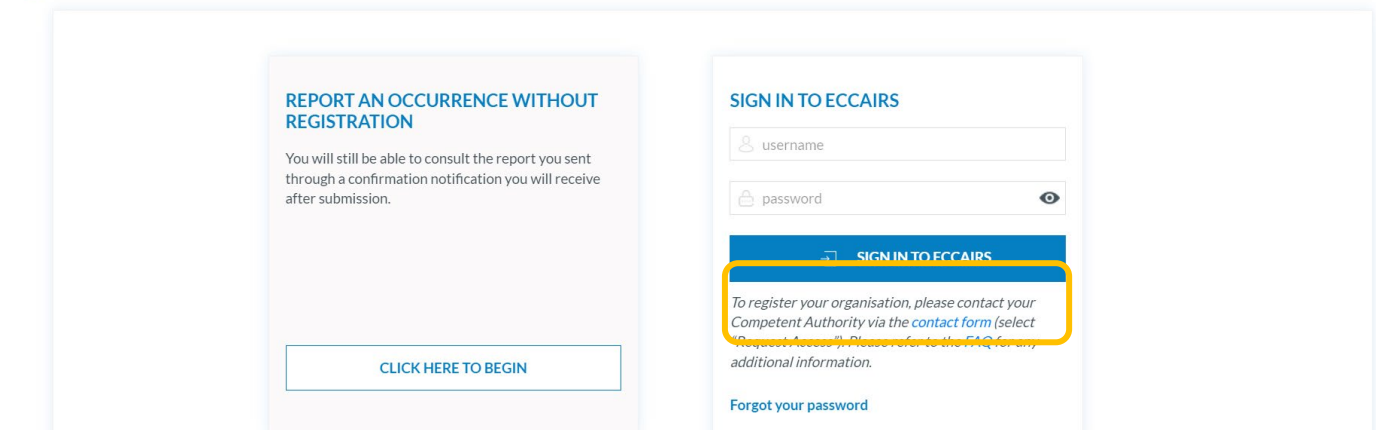 REPORT AN OCCURRENCE WITHOUT
REGISTRATION
You will still be able to consult the report you sent
through a confirmation notification you will receive
after submission.
CLICK HERE TO BEGIN
SIGN IN TO ECCAIRS
username
password
SIGN IN TO ECCAIRS
To register your organisation, please contact your
Competent Authority via the contact form (select
"Request Access"). Please refer to the FAQ for any
additional information.
Forgot your password